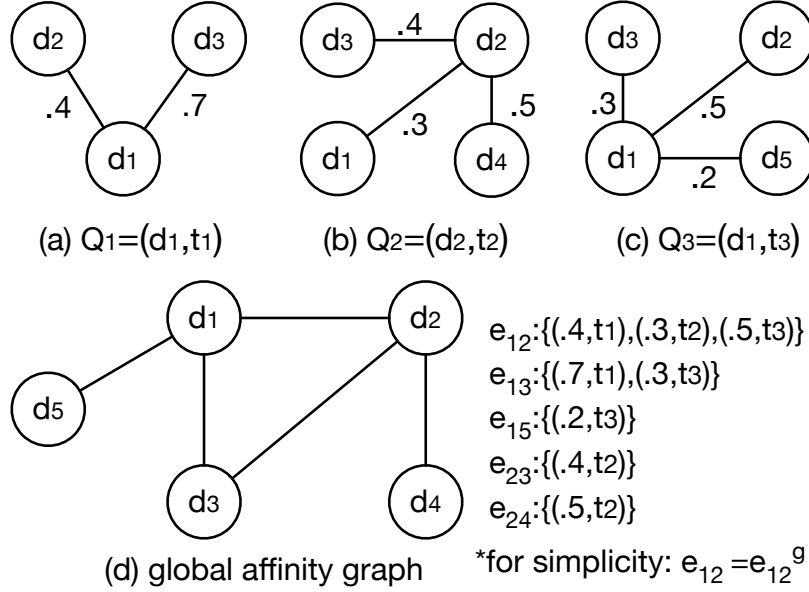 d2
d3
.4
.7
d1
(a) Q1=(d1,t1)
d3
.4
d2
.3
.5
d1
d4
(b) Q2=(d2,t2)
d3
d2
.3
.5
d1
.2
d5
(c) Q3=(d1,t3)
d1
d2
d5
d3
d4
(d) global affinity graph
e12:{(.4,t1),(.3,t2),(.5,t3)}
e13:{(.7,t1),(.3,t3)}
e15:{(.2,t3)}
e23:{(.4,t2)}
e24:{(.5,t2)}
*for simplicity: e12 =e12g